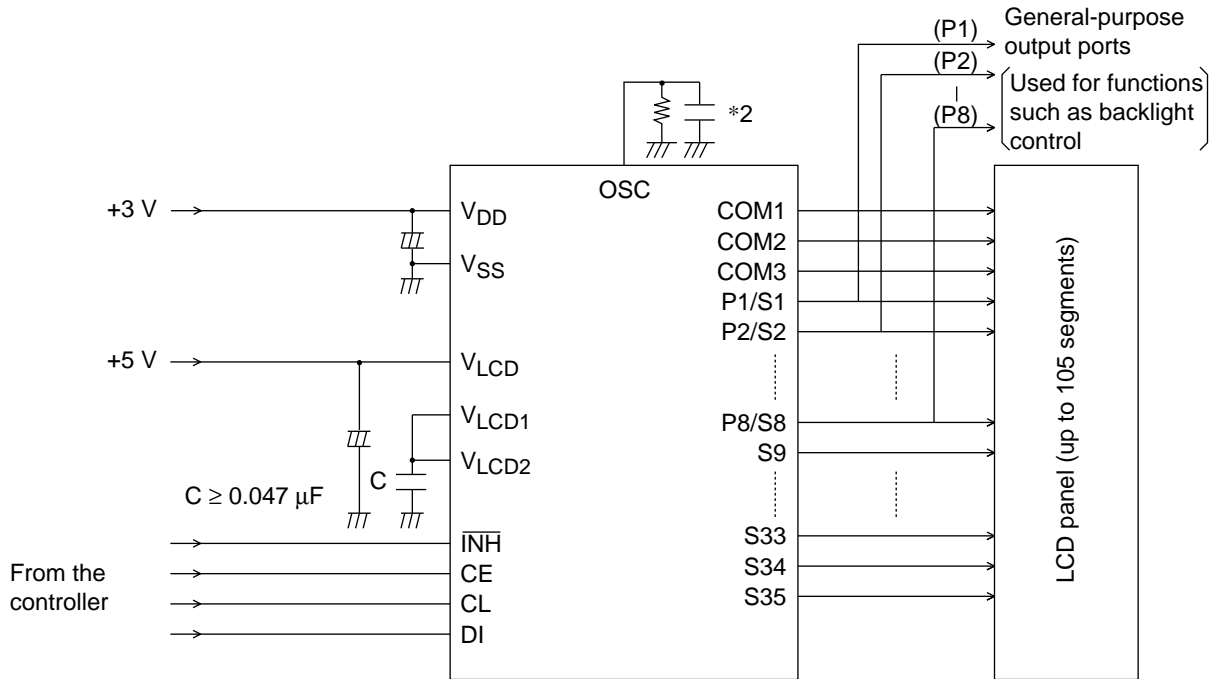 (P1)
General-purpose
output ports
(P2)
(P8)
Used for functions
such as backlight
control
*2
OSC
+3 V
VDD
VSS
+5 V
VLCD
VLCD1
VLCD2
C
C ≥ 0.047 μF
From the
controller
INH
CE
CL
DI
COM1
COM2
COM3
P1/S1
P2/S2
P8/S8
S9
S33
S34
S35
LCD panel (up to 105 segments)